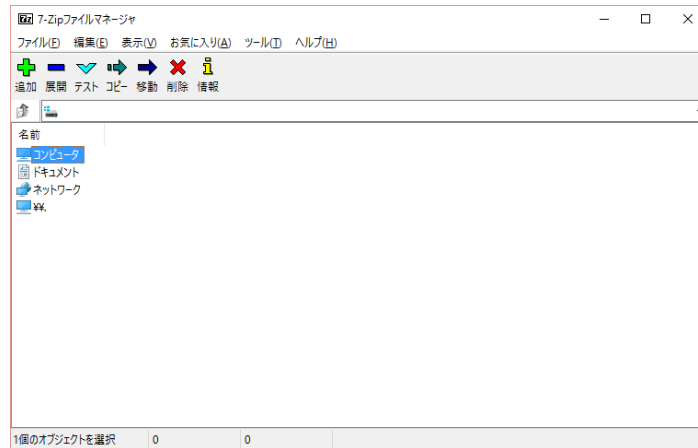 7-Zipファイルマネージャ
ファイル(F) 編集(E) 表示(V) お気に入り(A) ツール(T) ヘルプ(H)
追加 展開 テスト コピー 移動 削除 情報
名前
コンピュータ
ドキュメント
ネットワーク
¥¥.
1個のオブジェクトを選択 0 0